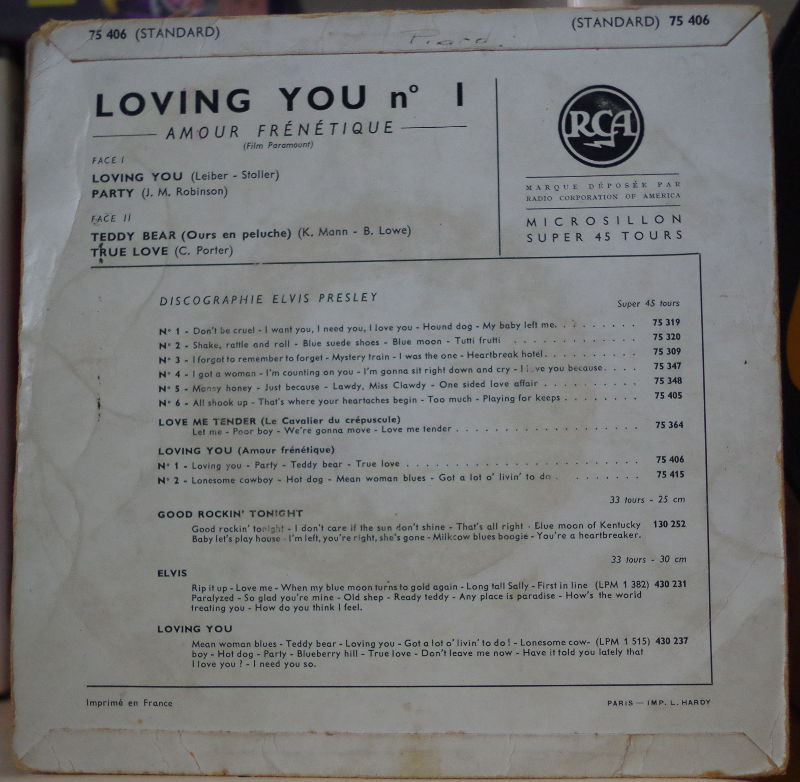 75 406 (STANDARD)
(STANDARD) 75 406
LOVING YOU n° 1
AMOUR FRÉNÉTIQUE
(Film Paramount)
FACE I
LOVING YOU (Leiber - Stoller)
PARTY (J. M. Robinson)
FACE II
TEDDY BEAR (Ours en peluche) (K. Mann - B. Lowe)
TRUE LOVE (C. Porter)
RCA
MARQUE DÉPOSÉE PAR
RADIO CORPORATION OF AMERICA
MICROSILLON
SUPER 45 TOURS
DISCOGRAPHIE ELVIS PRESLEY
Super 45 tours
N° 1 - Don't be cruel - I want you, I need you, I love you - Hound dog - My baby left me. . . . . . . . . 75 319
N° 2 - Shake, rattle and roll - Blue suede shoes - Blue moon - Tutti frutti . . . . . . . . . . . . 75 320
N° 3 - I forgot to remember to forget - Mystery train - I was the one - Heartbreak hotel. . . . . . . . . 75 309
N° 4 - I got a woman - I'm counting on you - I'm gonna sit right down and cry - I love you because. . . . 75 347
N° 5 - Money honey - Just because - Lawdy, Miss Clawdy - One sided love affair . . . . . . . . . . 75 348
N° 6 - All shook up - That's where your heartaches begin - Too much - Playing for keeps . . . . . . . . 75 405
LOVE ME TENDER (Le Cavalier du crépuscule)
Let me - Poor boy - We're gonna move - Love me tender . . . . . . . . . . . . . . . . . . 75 364
LOVING YOU (Amour frénétique)
N° 1 - Loving you - Party - Teddy bear - True love . . . . . . . . . . . . . . . . . . . . . . . 75 406
N° 2 - Lonesome cowboy - Hot dog - Mean woman blues - Got a lot o' livin' to do . . . . . . . . . 75 415
33 tours - 25 cm
GOOD ROCKIN' TONIGHT
Good rockin' tonight - I don't care if the sun don't shine - That's all right - Blue moon of Kentucky 130 252
Baby let's play house - I'm left, you're right, she's gone - Milkcow blues boogie - You're a heartbreaker.
33 tours - 30 cm
ELVIS
Rip it up - Love me - When my blue moon turns to gold again - Long tall Sally - First in line (LPM 1 382) 430 231
Paralyzed - So glad you're mine - Old shep - Ready teddy - Any place is paradise - How's the world
treating you - How do you think I feel.
LOVING YOU
Mean woman blues - Teddy bear - Loving you - Got a lot o' livin' to do ! - Lonesome cow- (LPM 1 515) 430 237
boy - Hot dog - Party - Blueberry hill - True love - Don't leave me now - Have it told you lately that
I love you ? - I need you so.
Imprimé en France
PARIS — IMP. L. HARDY